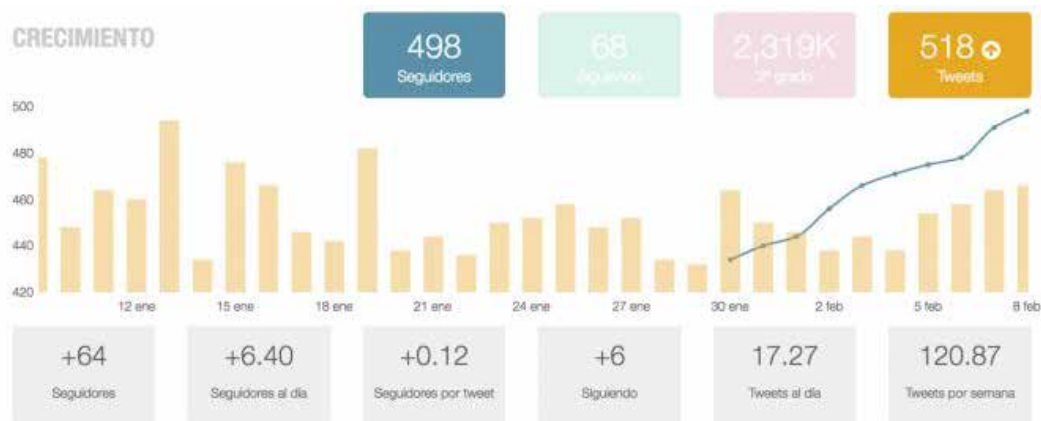 CRECIMIENTO
498
Seguidores
68
Siguiendo
2,319K
2º grado
518
Tweets
500
480
460
440
420
12 ene
15 ene
18 ene
21 ene
24 ene
27 ene
30 ene
2 feb
5 feb
8 feb
+64
Seguidores
+6.40
Seguidores al día
+0.12
Seguidores por tweet
+6
Siguiendo
17.27
Tweets al día
120.87
Tweets por semana